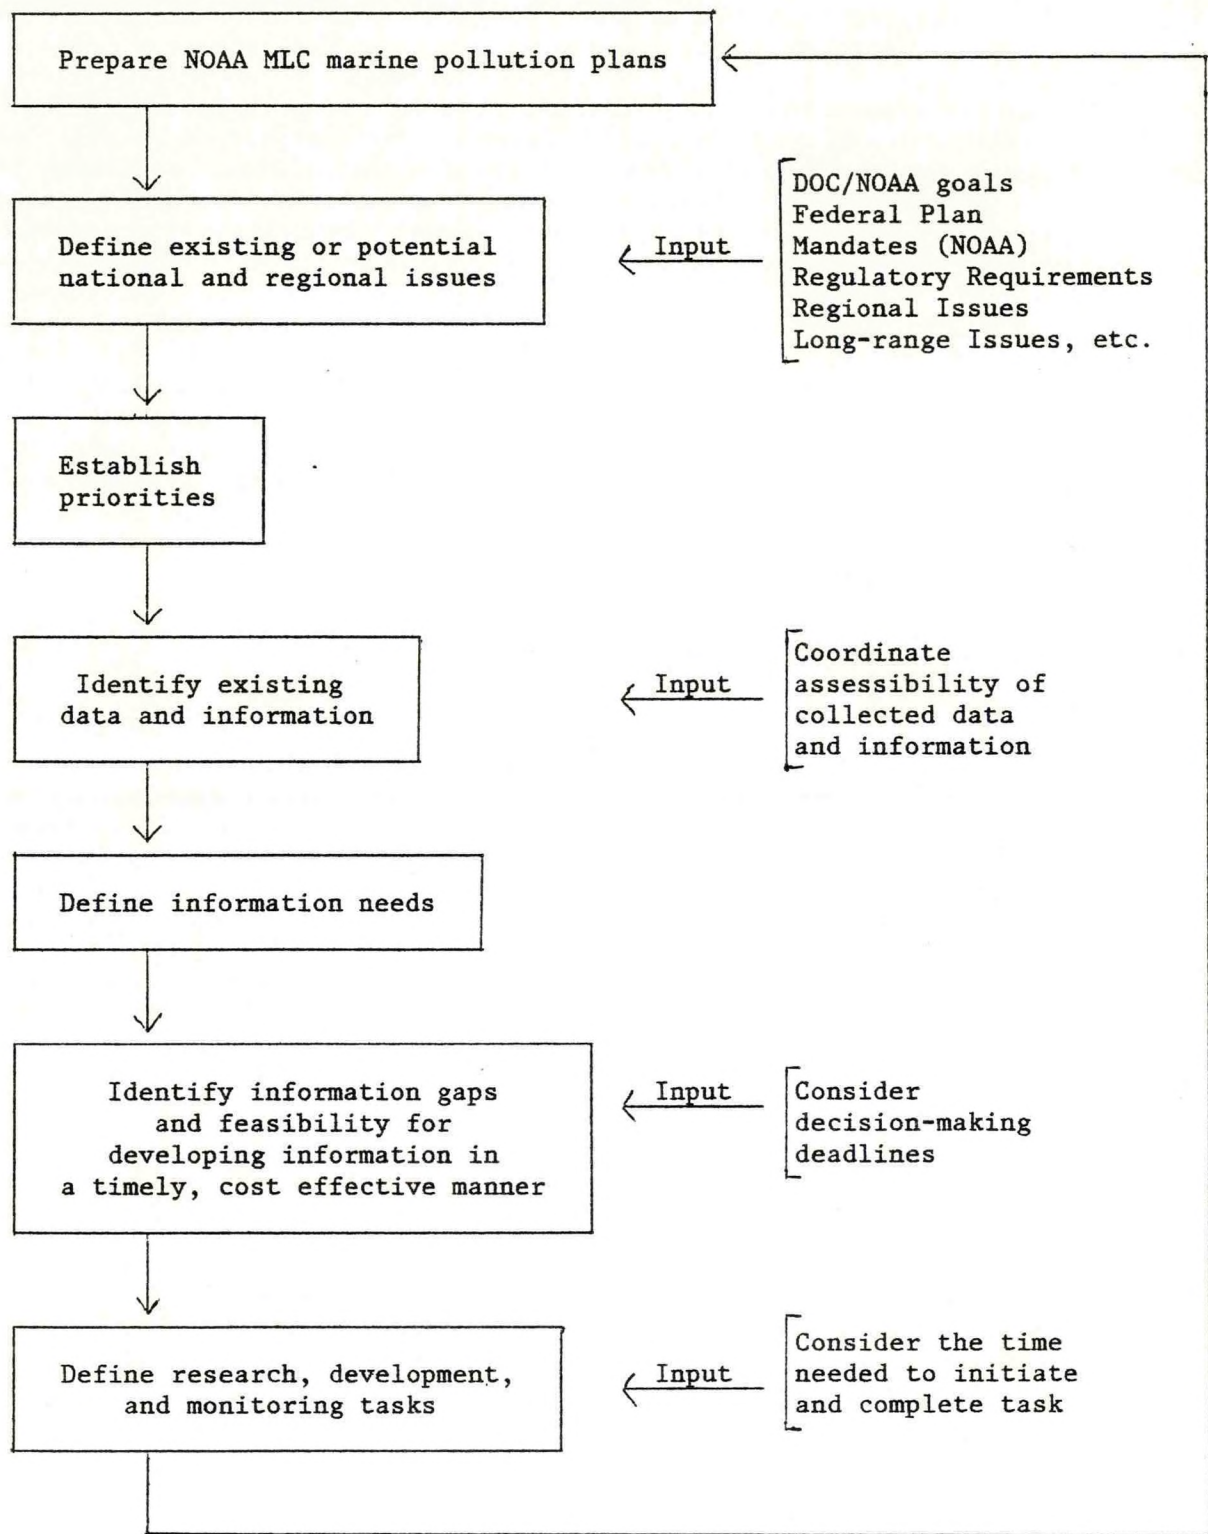 Prepare NOAA MLC marine pollution plans
Define existing or potential
national and regional issues
Input
DOC/NOAA goals
Federal Plan
Mandates (NOAA)
Regulatory Requirements
Regional Issues
Long-range Issues, etc.
Establish
priorities
Identify existing
data and information
Input
Coordinate
assessibility of
collected data
and information
Define information needs
Identify information gaps
and feasibility for
developing information in
a timely, cost effective manner
Input
Consider
decision-making
deadlines
Define research, development,
and monitoring tasks
Input
Consider the time
needed to initiate
and complete task